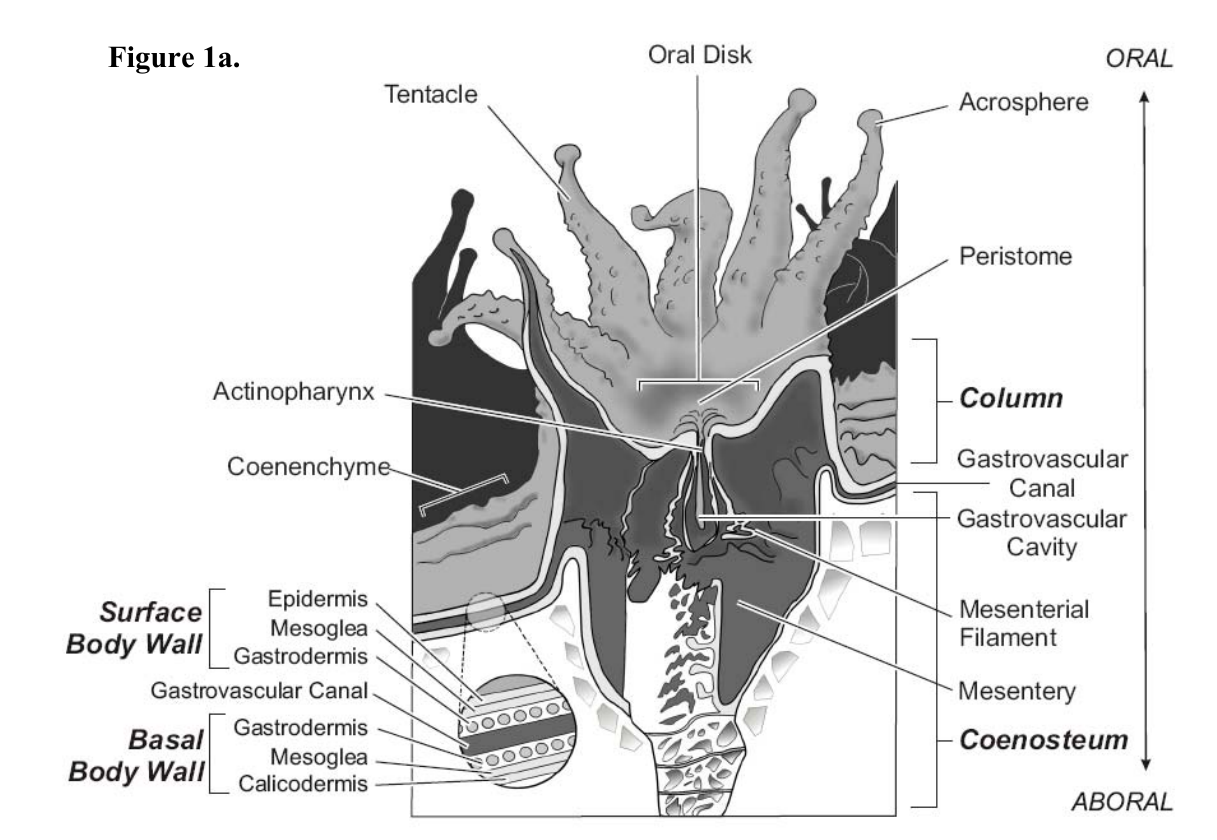 Figure 1a.
Oral Disk
ORAL
Tentacle
Acrosphere
Peristome
Actinopharynx
Column
Coenenchyme
Gastrovascular
Canal
Gastrovascular
Cavity
Surface
Body Wall
Epidermis
Mesoglea
Gastrodermis
Mesenterial
Filament
Gastrovascular Canal
Mesentery
Basal
Body Wall
Gastrodermis
Mesoglea
Calicodermis
Coenosteum
ABORAL